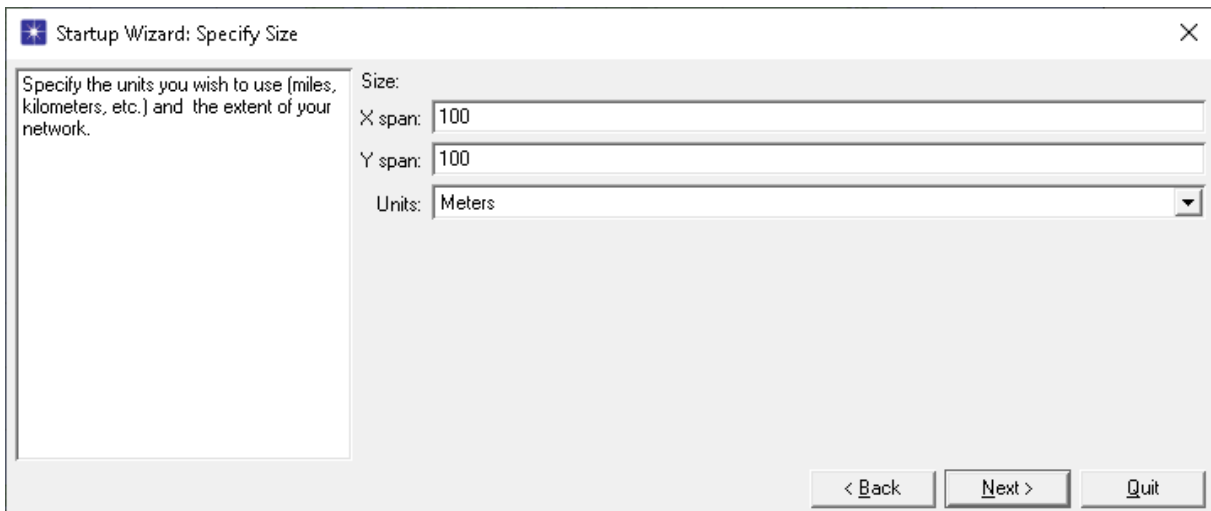 Startup Wizard: Specify Size
Specify the units you wish to use (miles,
kilometers, etc.) and the extent of your
network.
Size:
X span: 100
Y span: 100
Units: Meters
< Back
Next >
Quit